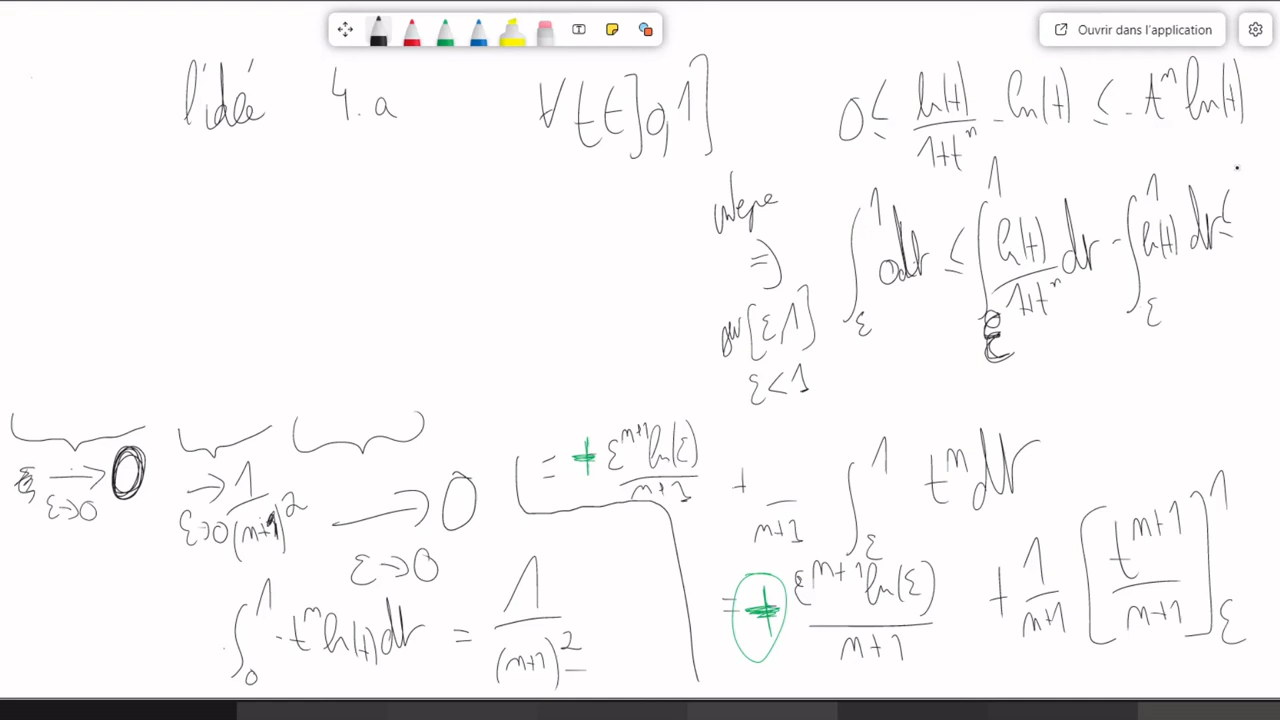 Ouvrir dans l'application
l'idée 4.a ∀ t ∈ ]0,1] 0 ≤ ln(t)/(1+t^n) - ln(t) ≤ -t^n ln(t)
⇒ ∫_ε^1 0dt ≤ ∫_ε^1 ln(t)/(1+t^n) dt - ∫_ε^1 ln(t) dt ≤
sur [ε,1]
ε<1
→ 0 (ε→0) → 1/(n+1)^2 (ε→0) → 0 (ε→0)
= + ε^(n+1) ln(ε)/(n+1) + 1/(n+1) ∫_ε^1 t^n dt
= + ε^(n+1) ln(ε)/(n+1) + 1/(n+1) [t^(n+1)/(n+1)]_ε^1
∫_0^1 -t^n ln(t) dt = 1/(n+1)^2